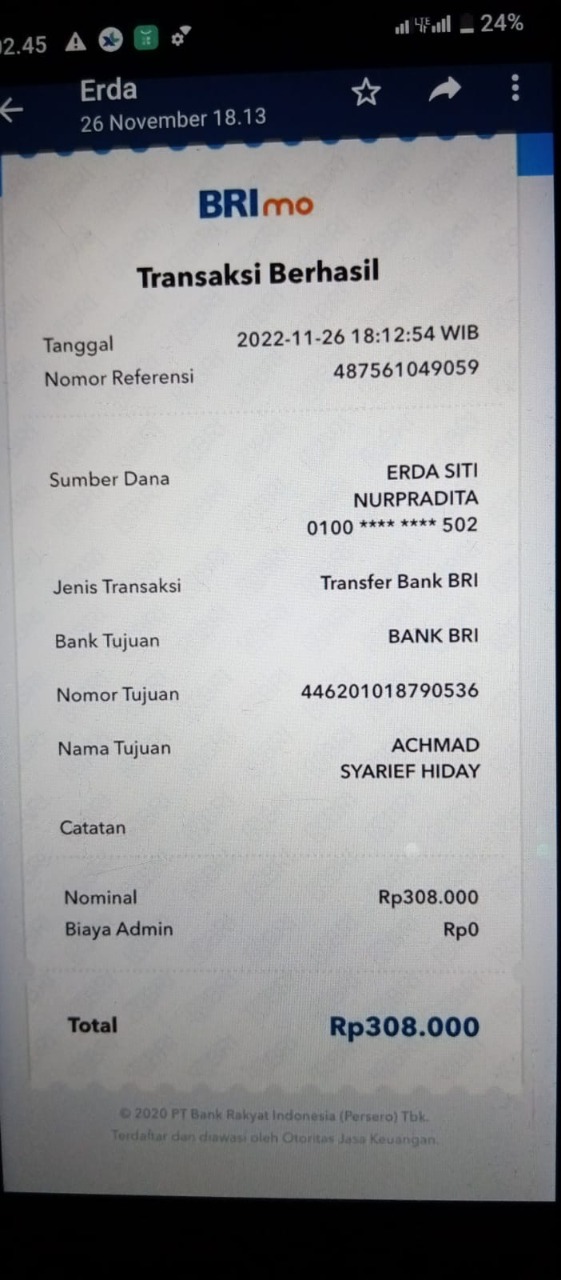 02.45 LTE 24%
Erda
26 November 18.13
BRImo
Transaksi Berhasil
Tanggal 2022-11-26 18:12:54 WIB
Nomor Referensi 487561049059
Sumber Dana ERDA SITI
NURPRADITA
0100 **** **** 502
Jenis Transaksi Transfer Bank BRI
Bank Tujuan BANK BRI
Nomor Tujuan 446201018790536
Nama Tujuan ACHMAD
SYARIEF HIDAY
Catatan
Nominal Rp308.000
Biaya Admin Rp0
Total Rp308.000
© 2020 PT Bank Rakyat Indonesia (Persero) Tbk.
Terdaftar dan diawasi oleh Otoritas Jasa Keuangan.